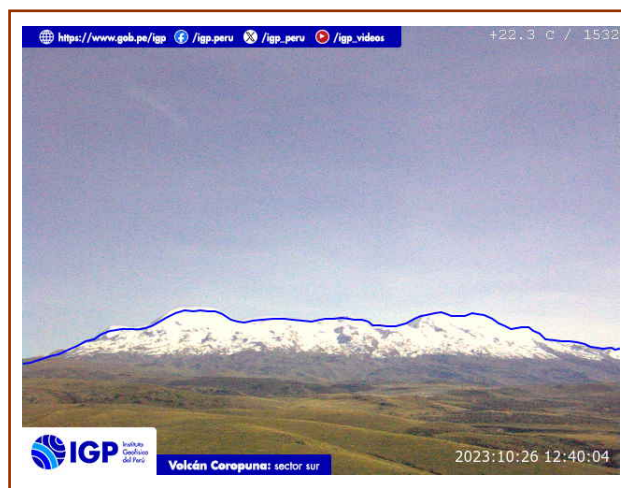 https://www.gob.pe/igp /igp.peru /igp_peru /igp_videos
+22.3 C / 1532
IGP
Instituto
Geofísico
del Perú
Volcán Coropuna: sector sur
2023:10:26 12:40:04